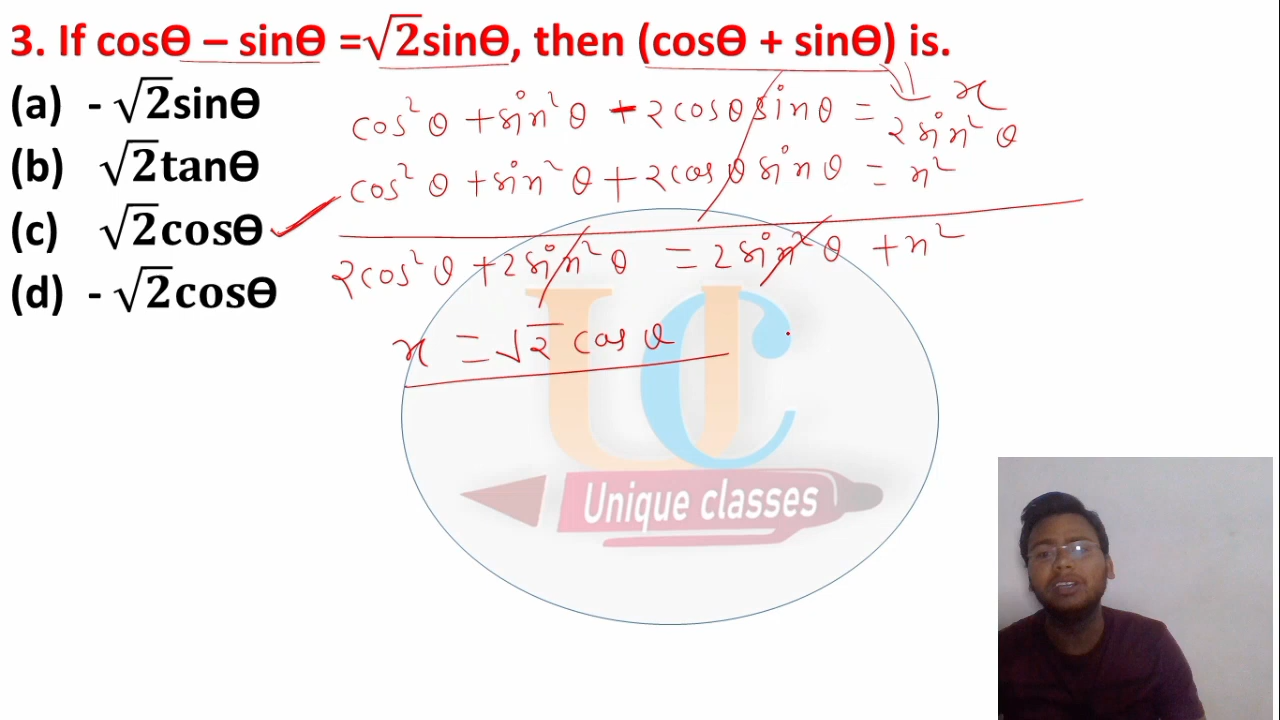 3. If cosϴ – sinϴ =√2sinϴ, then (cosϴ + sinϴ) is.
(a) - √2sinϴ
(b) √2tanϴ
(c) √2cosϴ
(d) - √2cosϴ
x
cos²θ + sin²θ - 2cosθ sinθ = 2sin²θ
cos²θ + sin²θ + 2cosθ sinθ = x²
2cos²θ + 2sin²θ = 2sin²θ + x²
x = √2 cosθ
UC
Unique classes